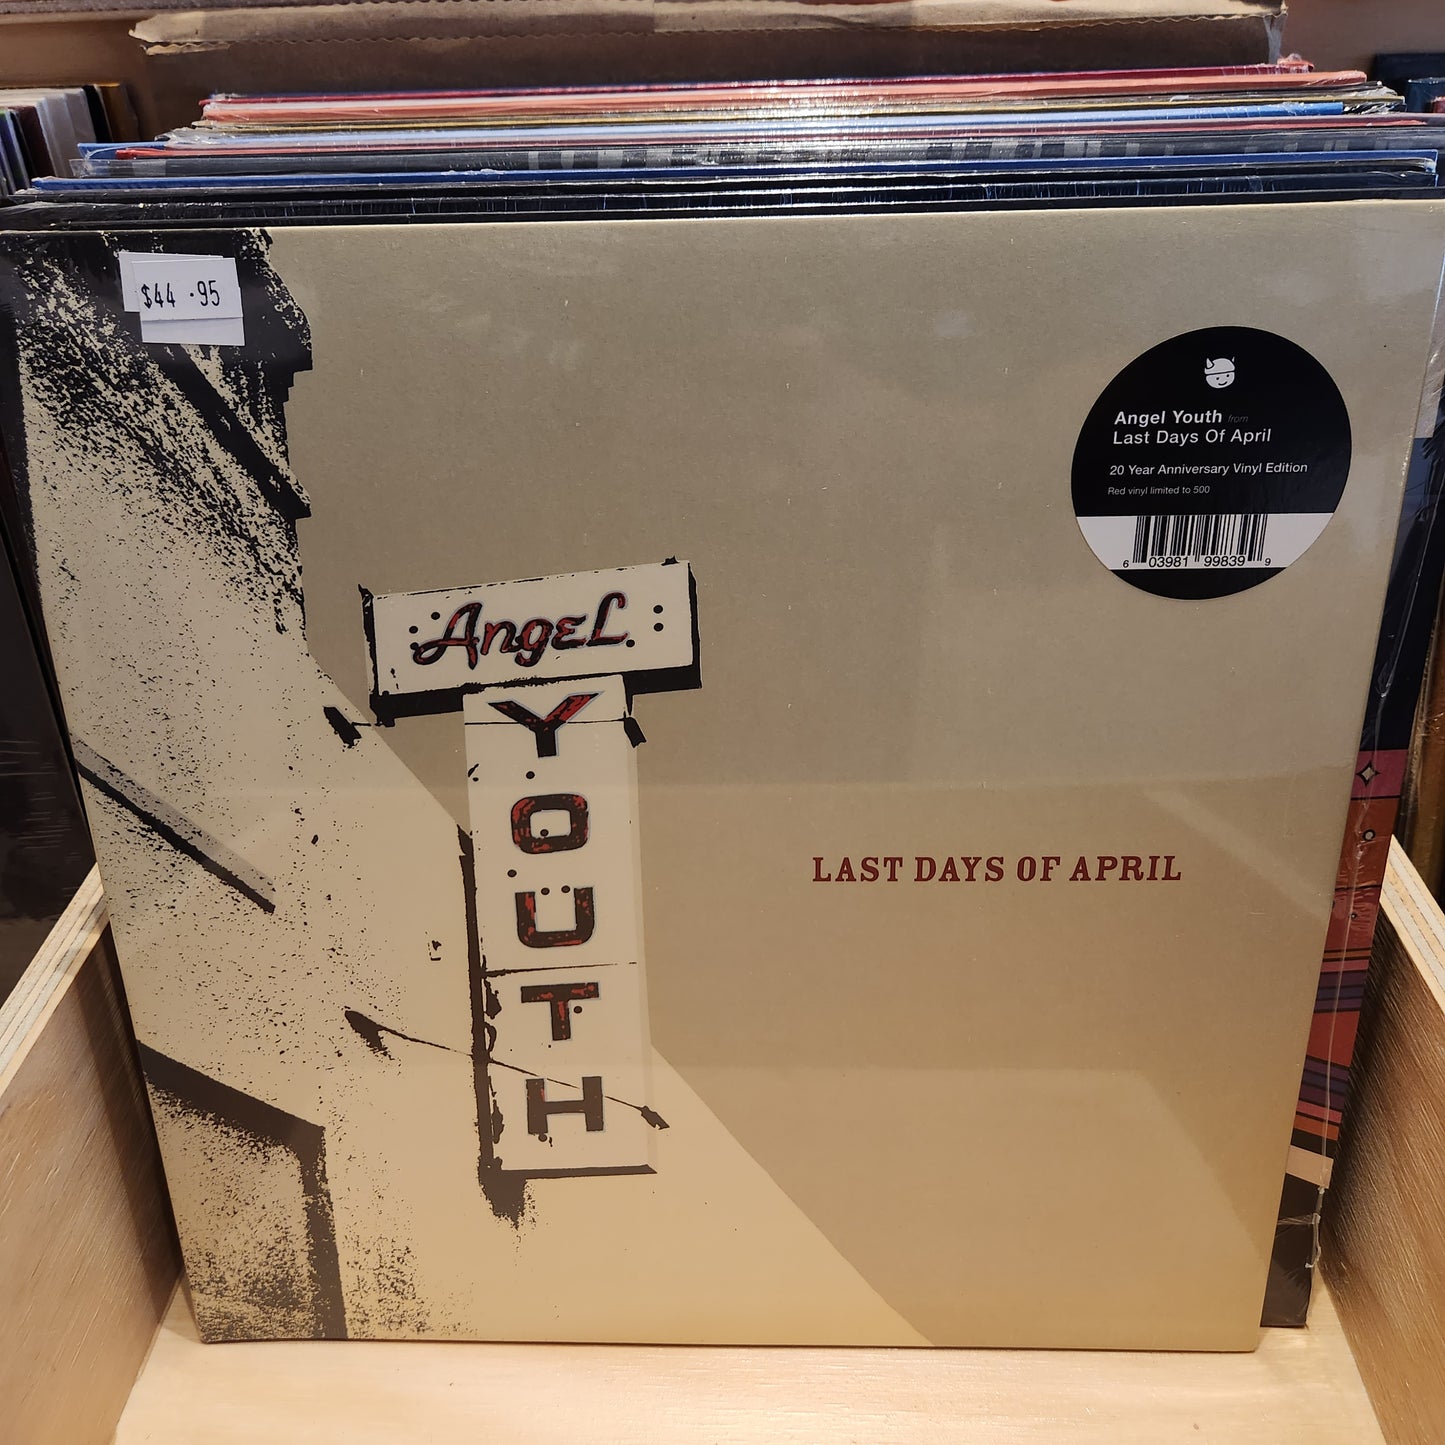 $44.95
Angel Youth from
Last Days Of April
20 Year Anniversary Vinyl Edition
Red vinyl limited to 500
6 03981 99839 9
Angel
YOUTH
LAST DAYS OF APRIL